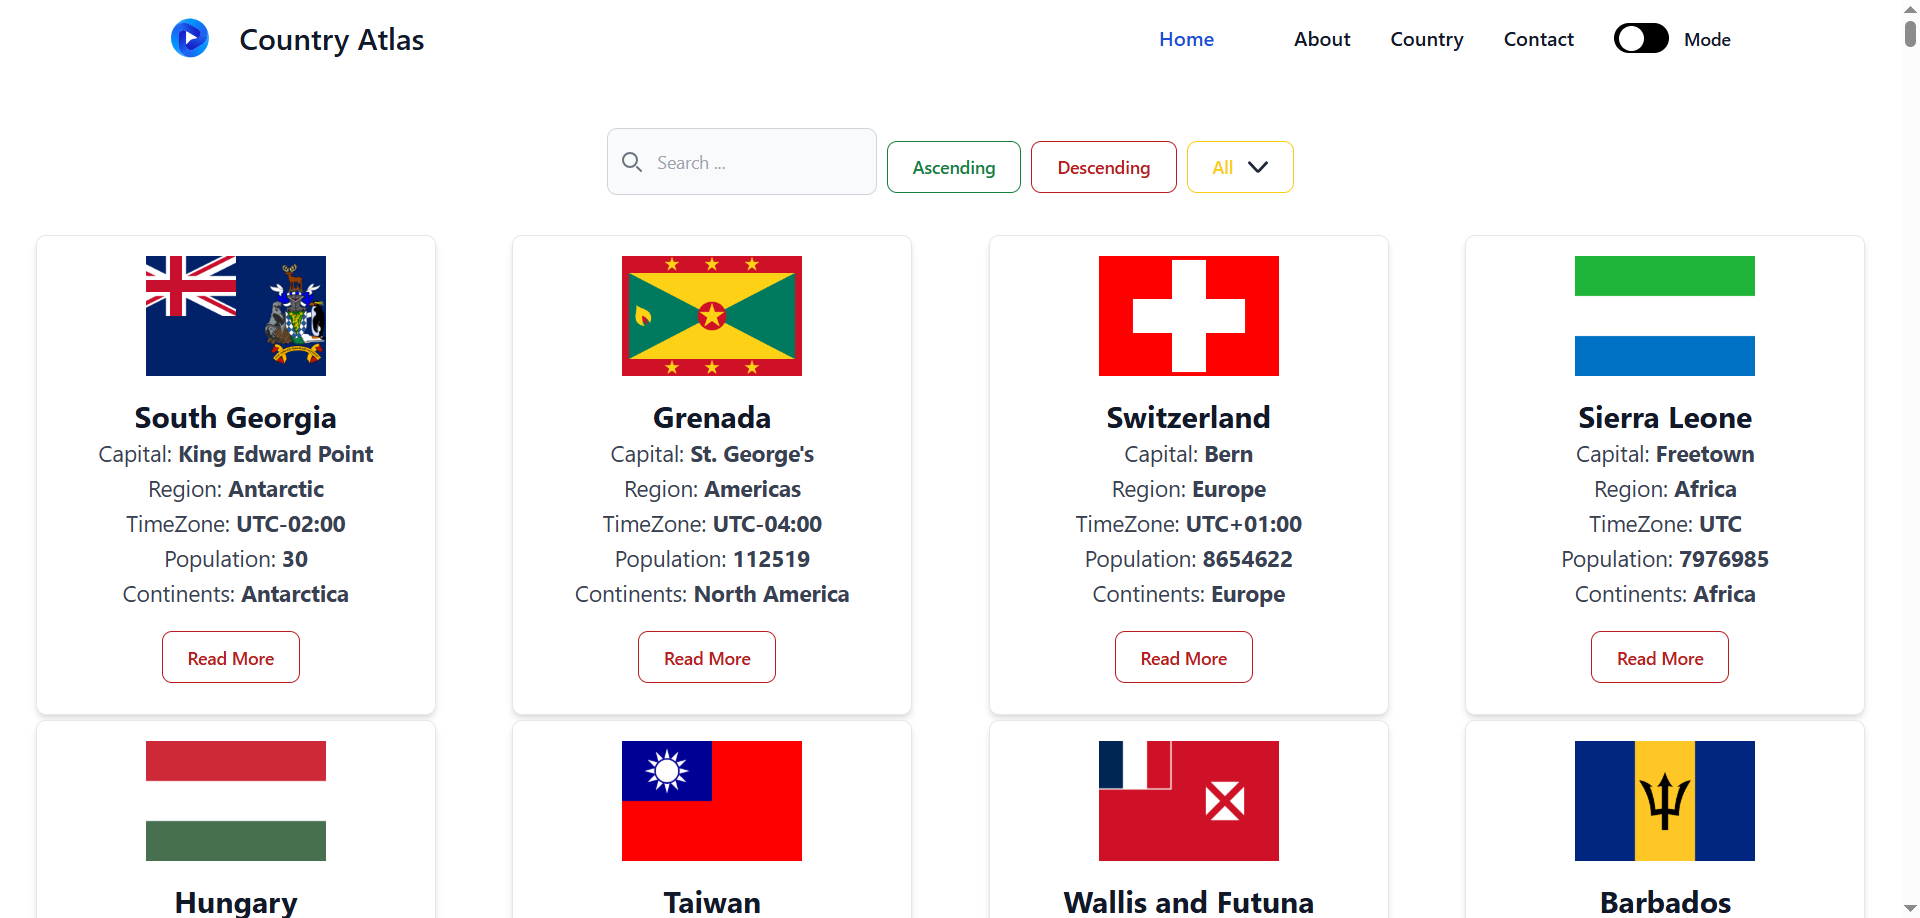 Country Atlas
Home About Country Contact Mode
Search ...
Ascending Descending All
South Georgia
Capital: King Edward Point
Region: Antarctic
TimeZone: UTC-02:00
Population: 30
Continents: Antarctica
Read More
Grenada
Capital: St. George's
Region: Americas
TimeZone: UTC-04:00
Population: 112519
Continents: North America
Read More
Switzerland
Capital: Bern
Region: Europe
TimeZone: UTC+01:00
Population: 8654622
Continents: Europe
Read More
Sierra Leone
Capital: Freetown
Region: Africa
TimeZone: UTC
Population: 7976985
Continents: Africa
Read More
Hungary
Taiwan
Wallis and Futuna
Barbados